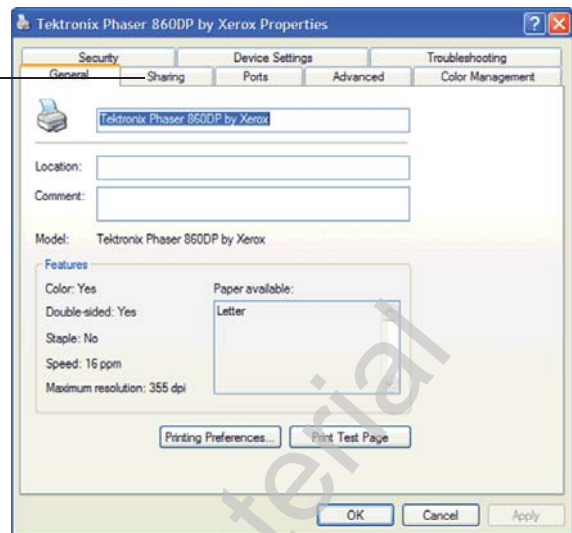 Tektronix Phaser 860DP by Xerox Properties
Security Device Settings Troubleshooting
General Sharing Ports Advanced Color Management
Tektronix Phaser 860DP by Xerox
Location:
Comment:
Model: Tektronix Phaser 860DP by Xerox
Features
Color: Yes Paper available:
Double-sided: Yes Letter
Staple: No
Speed: 16 ppm
Maximum resolution: 355 dpi
Printing Preferences... Print Test Page
OK Cancel Apply
terial